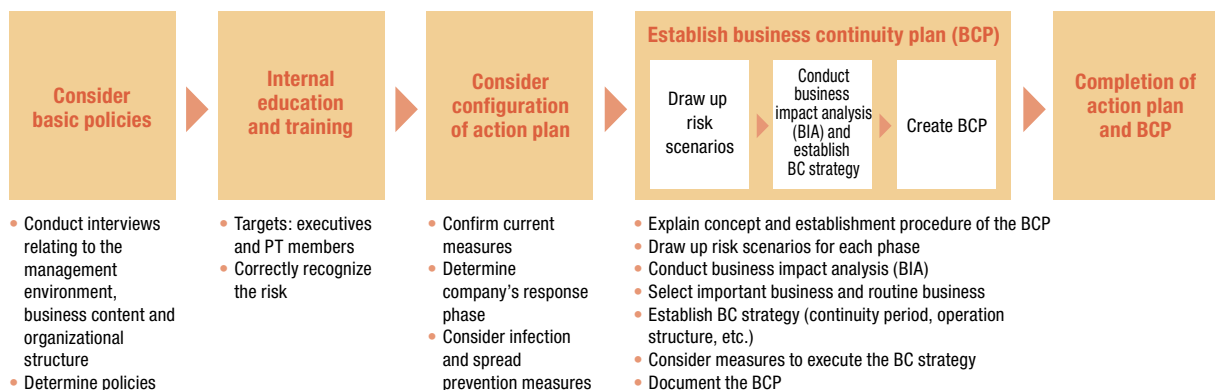 Consider
basic policies
Internal
education
and training
Consider
configuration
of action plan
Establish business continuity plan (BCP)
Draw up
risk
scenarios
Conduct
business
impact analysis
(BIA) and
establish
BC strategy
Create BCP
Completion of
action plan
and BCP
• Conduct interviews
relating to the
management
environment,
business content and
organizational
structure
• Determine policies
• Targets: executives
and PT members
• Correctly recognize
the risk
• Confirm current
measures
• Determine
company's response
phase
• Consider infection
and spread
prevention measures
• Explain concept and establishment procedure of the BCP
• Draw up risk scenarios for each phase
• Conduct business impact analysis (BIA)
• Select important business and routine business
• Establish BC strategy (continuity period, operation
structure, etc.)
• Consider measures to execute the BC strategy
• Document the BCP